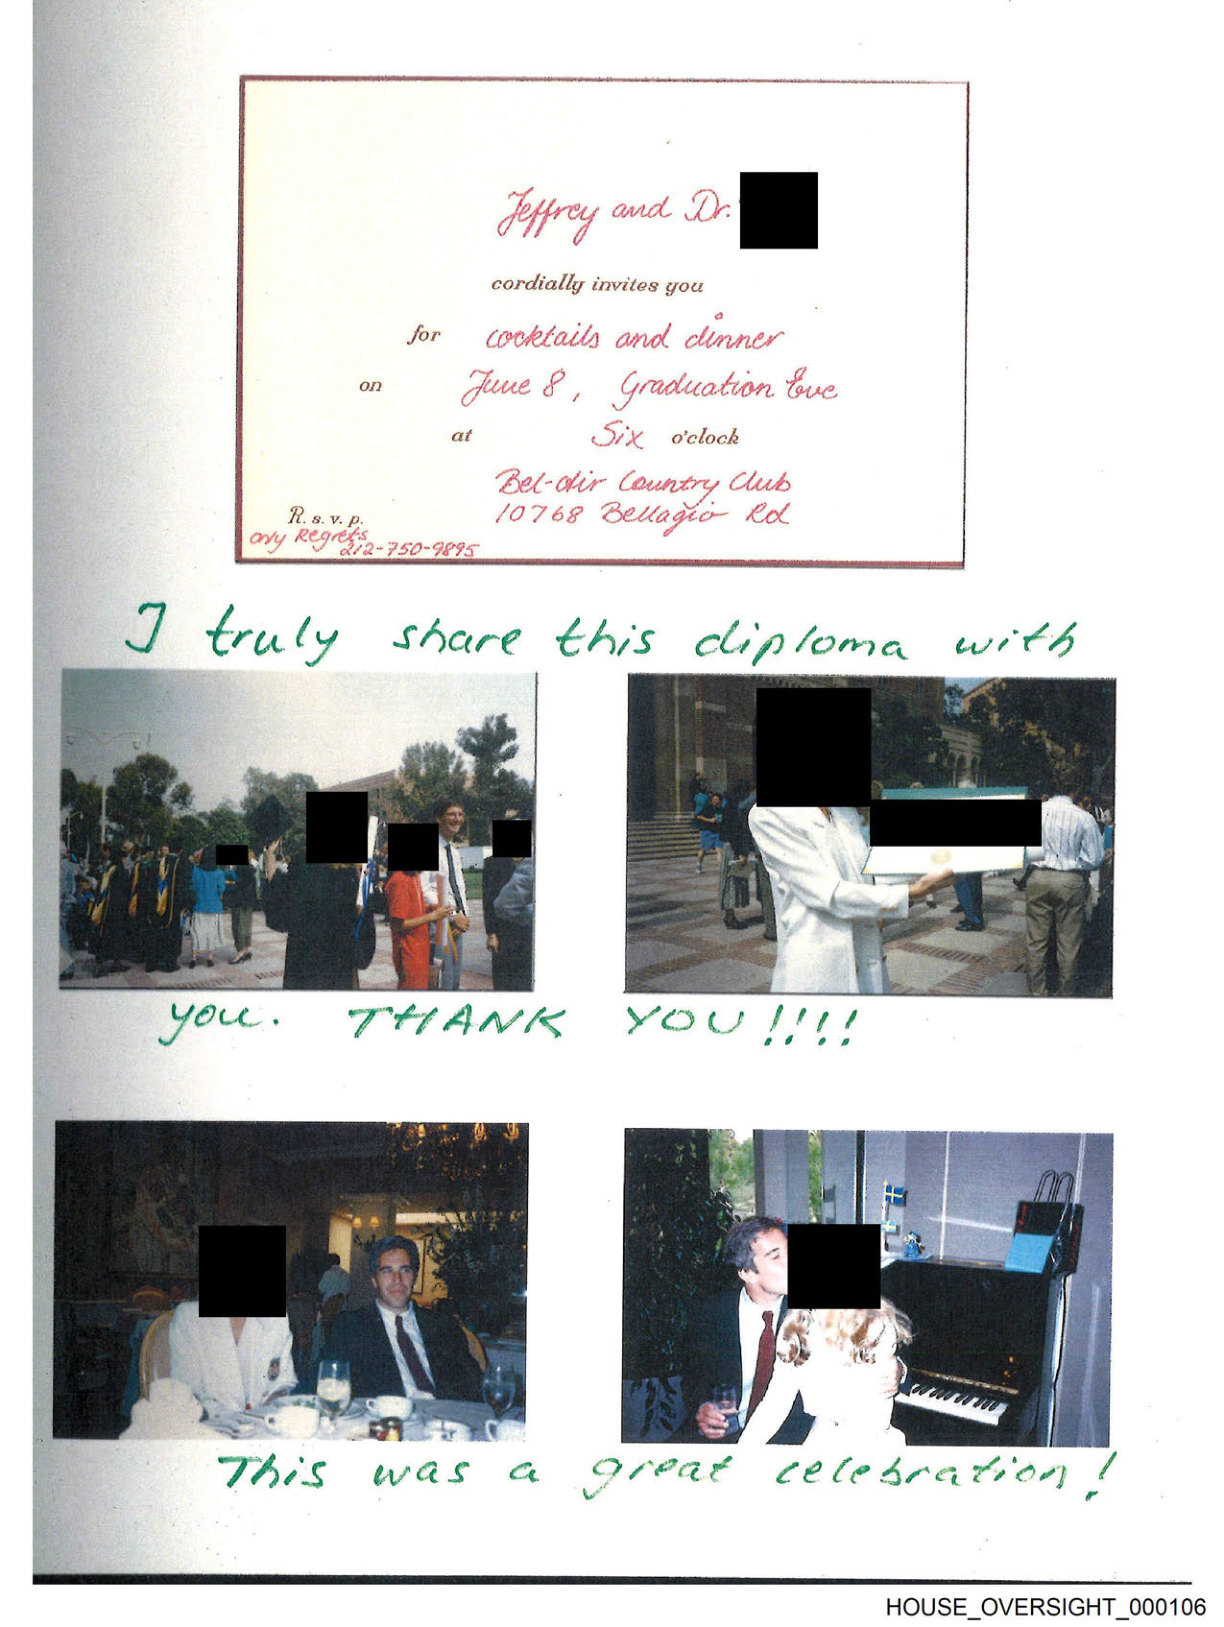 Jeffrey and Dr.
cordially invites you
for cocktails and dinner
on June 8, Graduation Eve
at Six o'clock
Bel-Air Country Club
10768 Bellagio Rd
R. s. v. p.
only Regrets
212-750-9895
I truly share this diploma with
you. THANK YOU!!!!
This was a great celebration!
HOUSE_OVERSIGHT_000106